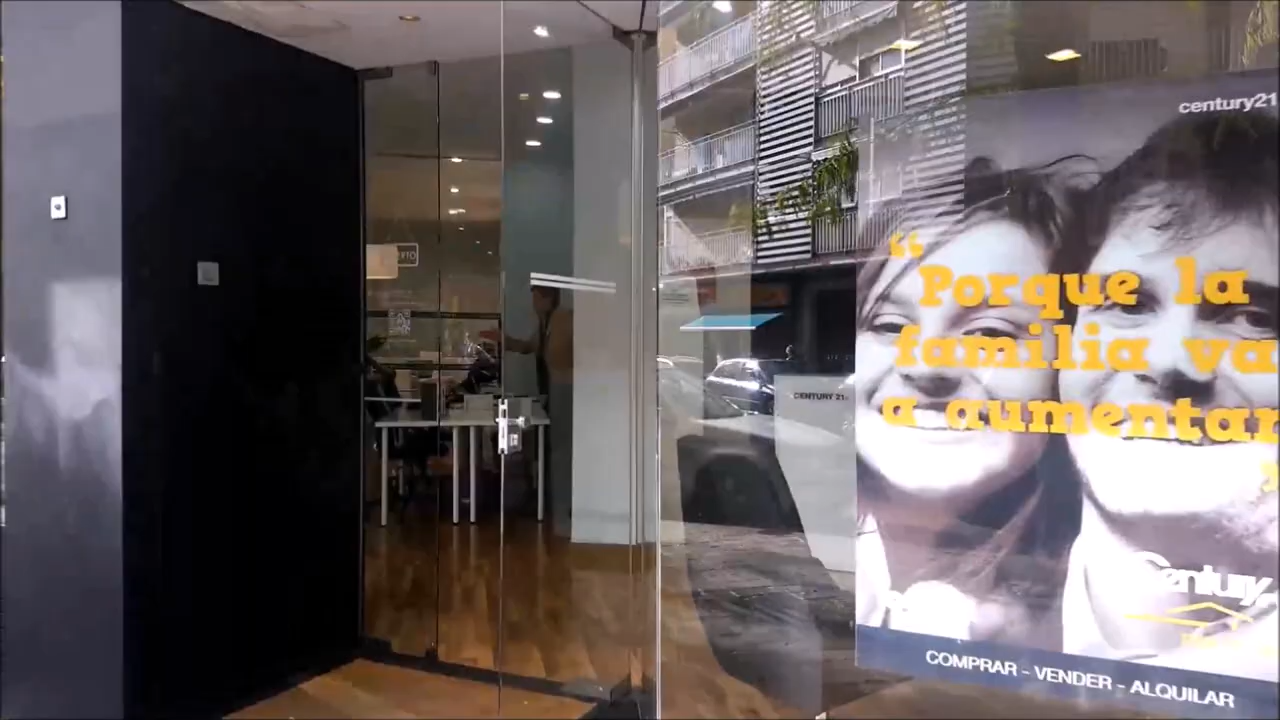 century21
“Porque la
familia va
a aumentar
CENTURY 21
Century
COMPRAR - VENDER - ALQUILAR